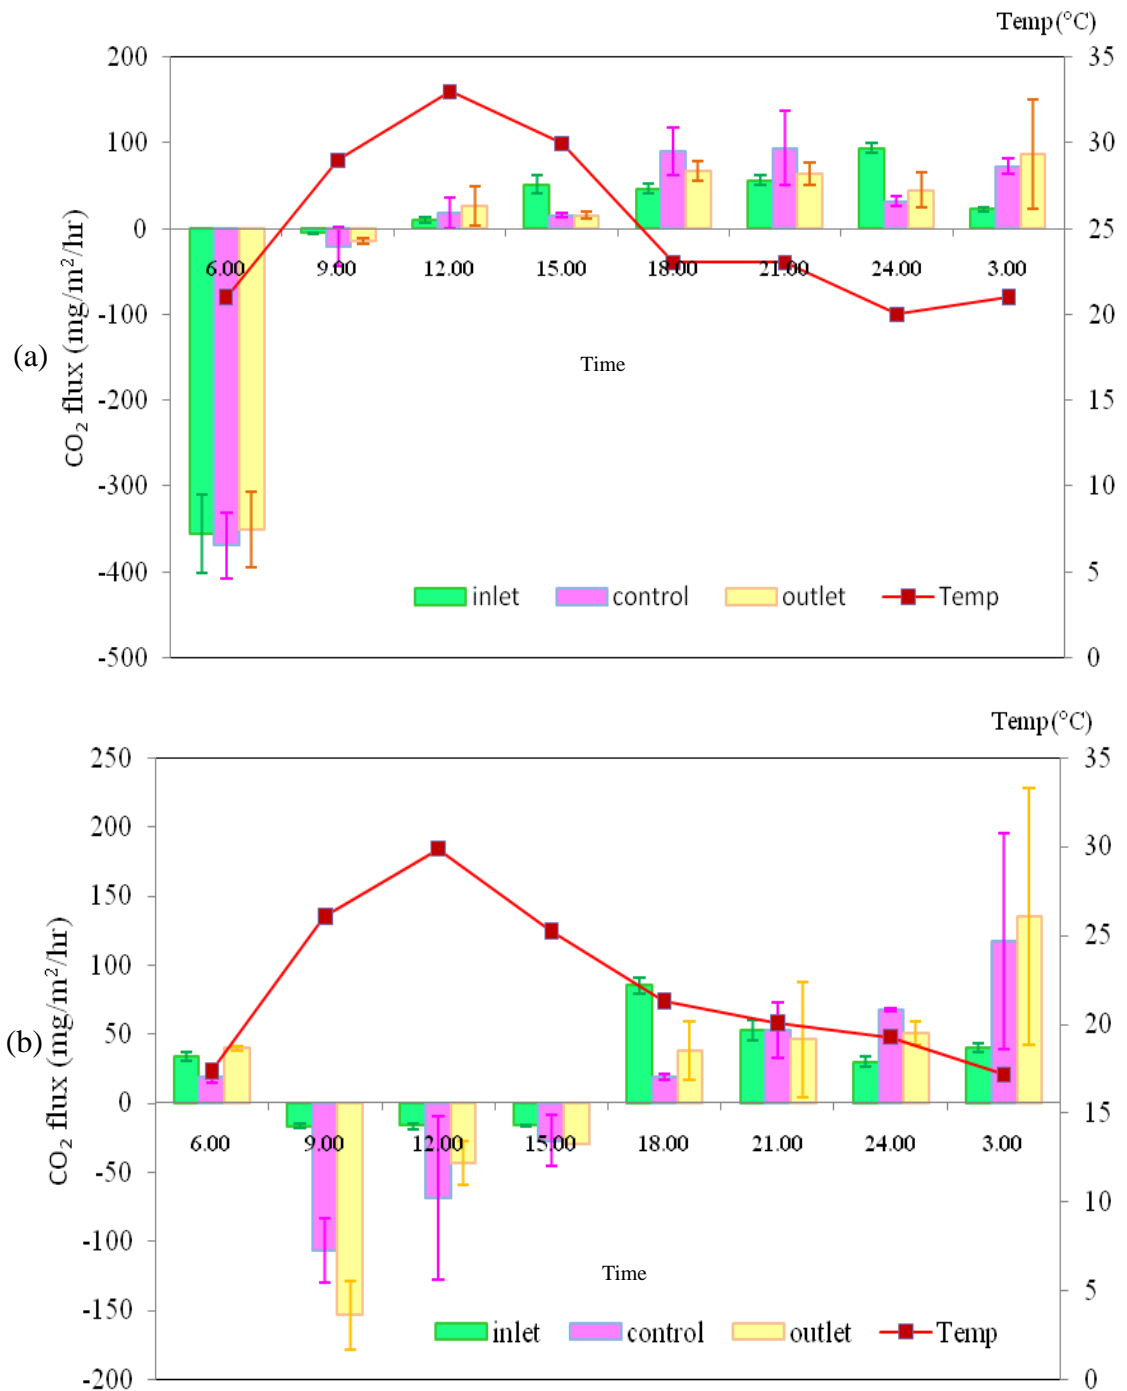 Temp(°C)
200
100
0
-100
-200
-300
-400
-500
35
30
25
20
15
10
5
0
(a)
CO₂ flux (mg/m²/hr)
6.00 9.00 12.00 15.00 18.00 21.00 24.00 3.00
Time
inlet control outlet Temp
Temp(°C)
250
200
150
100
50
0
-50
-100
-150
-200
35
30
25
20
15
10
5
0
(b)
CO₂ flux (mg/m²/hr)
6.00 9.00 12.00 15.00 18.00 21.00 24.00 3.00
Time
inlet control outlet Temp